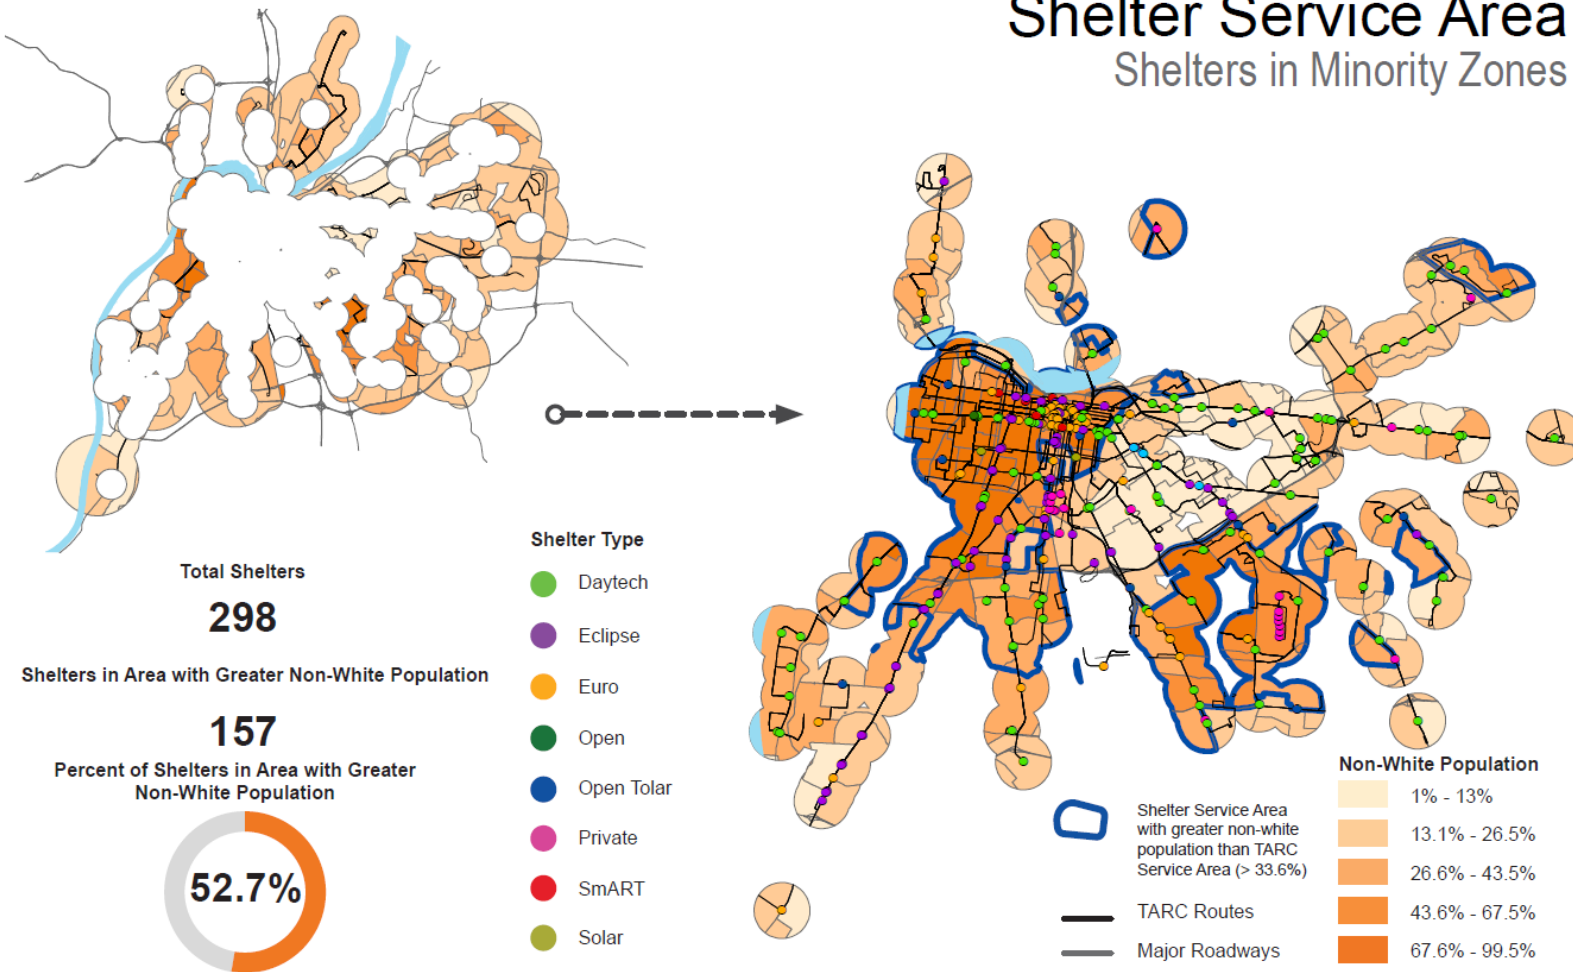 Shelter Service Area
Shelters in Minority Zones
Total Shelters
298
Shelters in Area with Greater Non-White Population
157
Percent of Shelters in Area with Greater
Non-White Population
52.7%
Shelter Type
Daytech
Eclipse
Euro
Open
Open Tolar
Private
SmART
Solar
Shelter Service Area
with greater non-white
population than TARC
Service Area (> 33.6%)
TARC Routes
Major Roadways
Non-White Population
1% - 13%
13.1% - 26.5%
26.6% - 43.5%
43.6% - 67.5%
67.6% - 99.5%